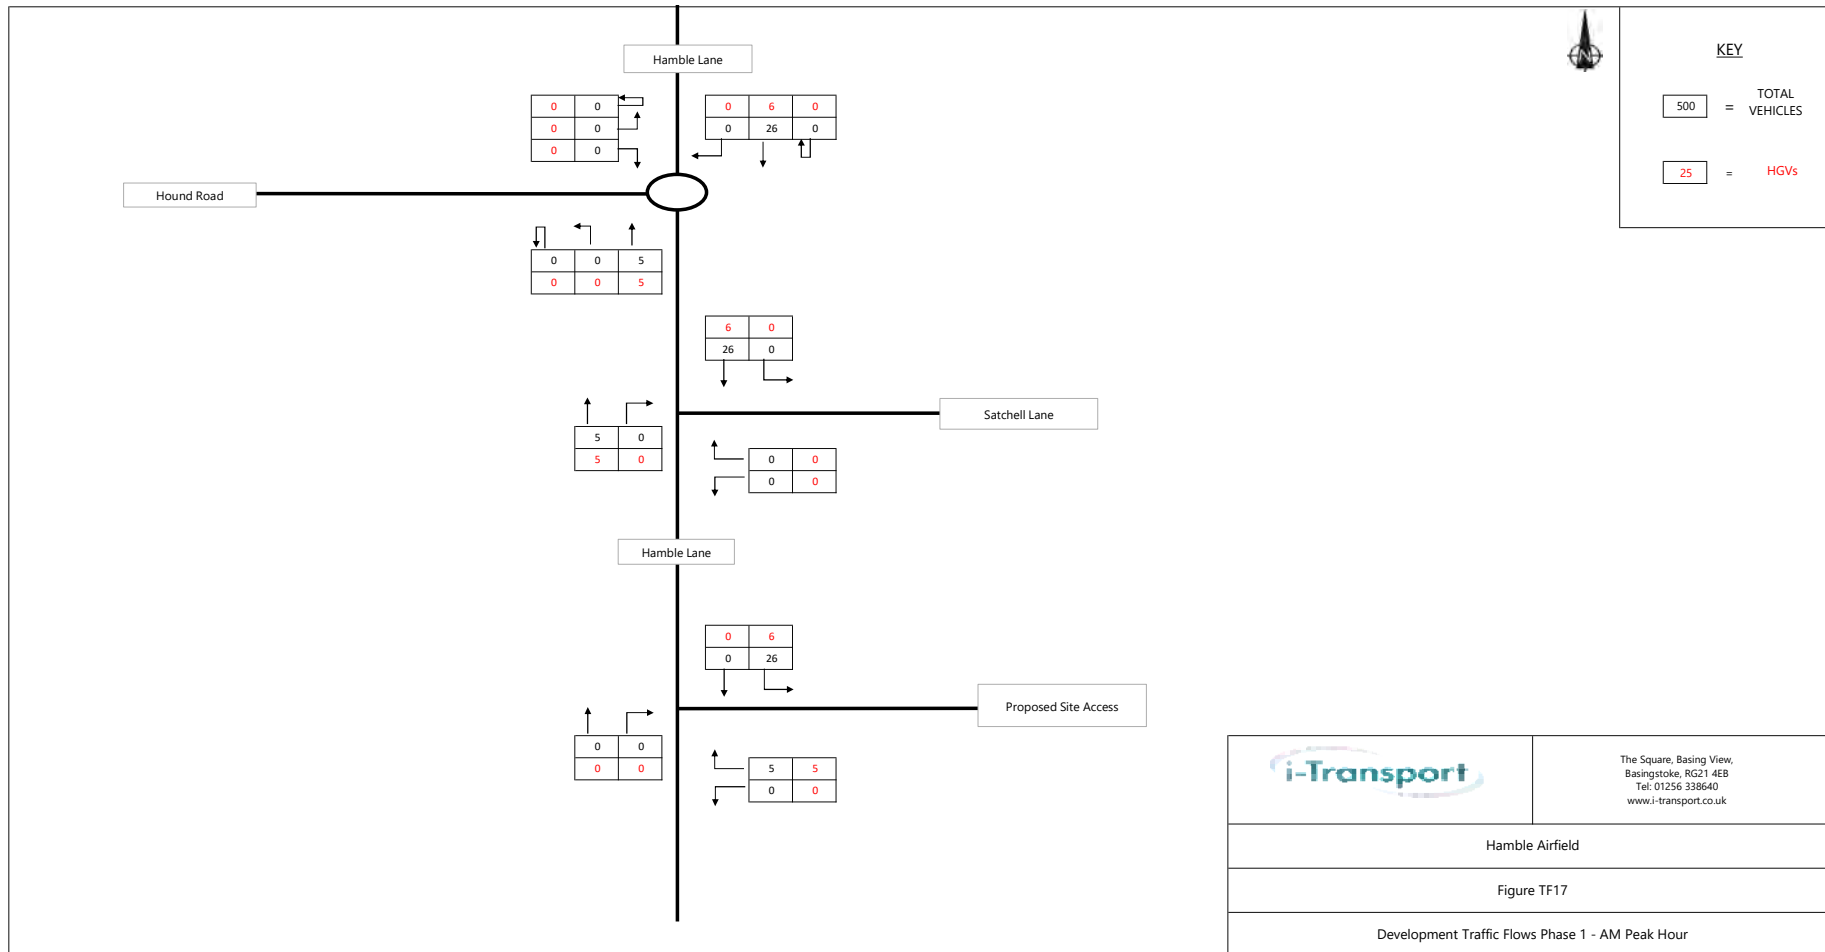 Hamble Lane
KEY
500 = TOTAL VEHICLES
25 = HGVs
0 0
0 0
0 0
0 6 0
0 26 0
Hound Road
0 0 5
0 0 5
6 0
26 0
Satchell Lane
5 0
5 0
0 0
0 0
Hamble Lane
0 6
0 26
Proposed Site Access
0 0
0 0
5 5
0 0
i-Transport
The Square, Basing View,
Basingstoke, RG21 4EB
Tel: 01256 338640
www.i-transport.co.uk
Hamble Airfield
Figure TF17
Development Traffic Flows Phase 1 - AM Peak Hour